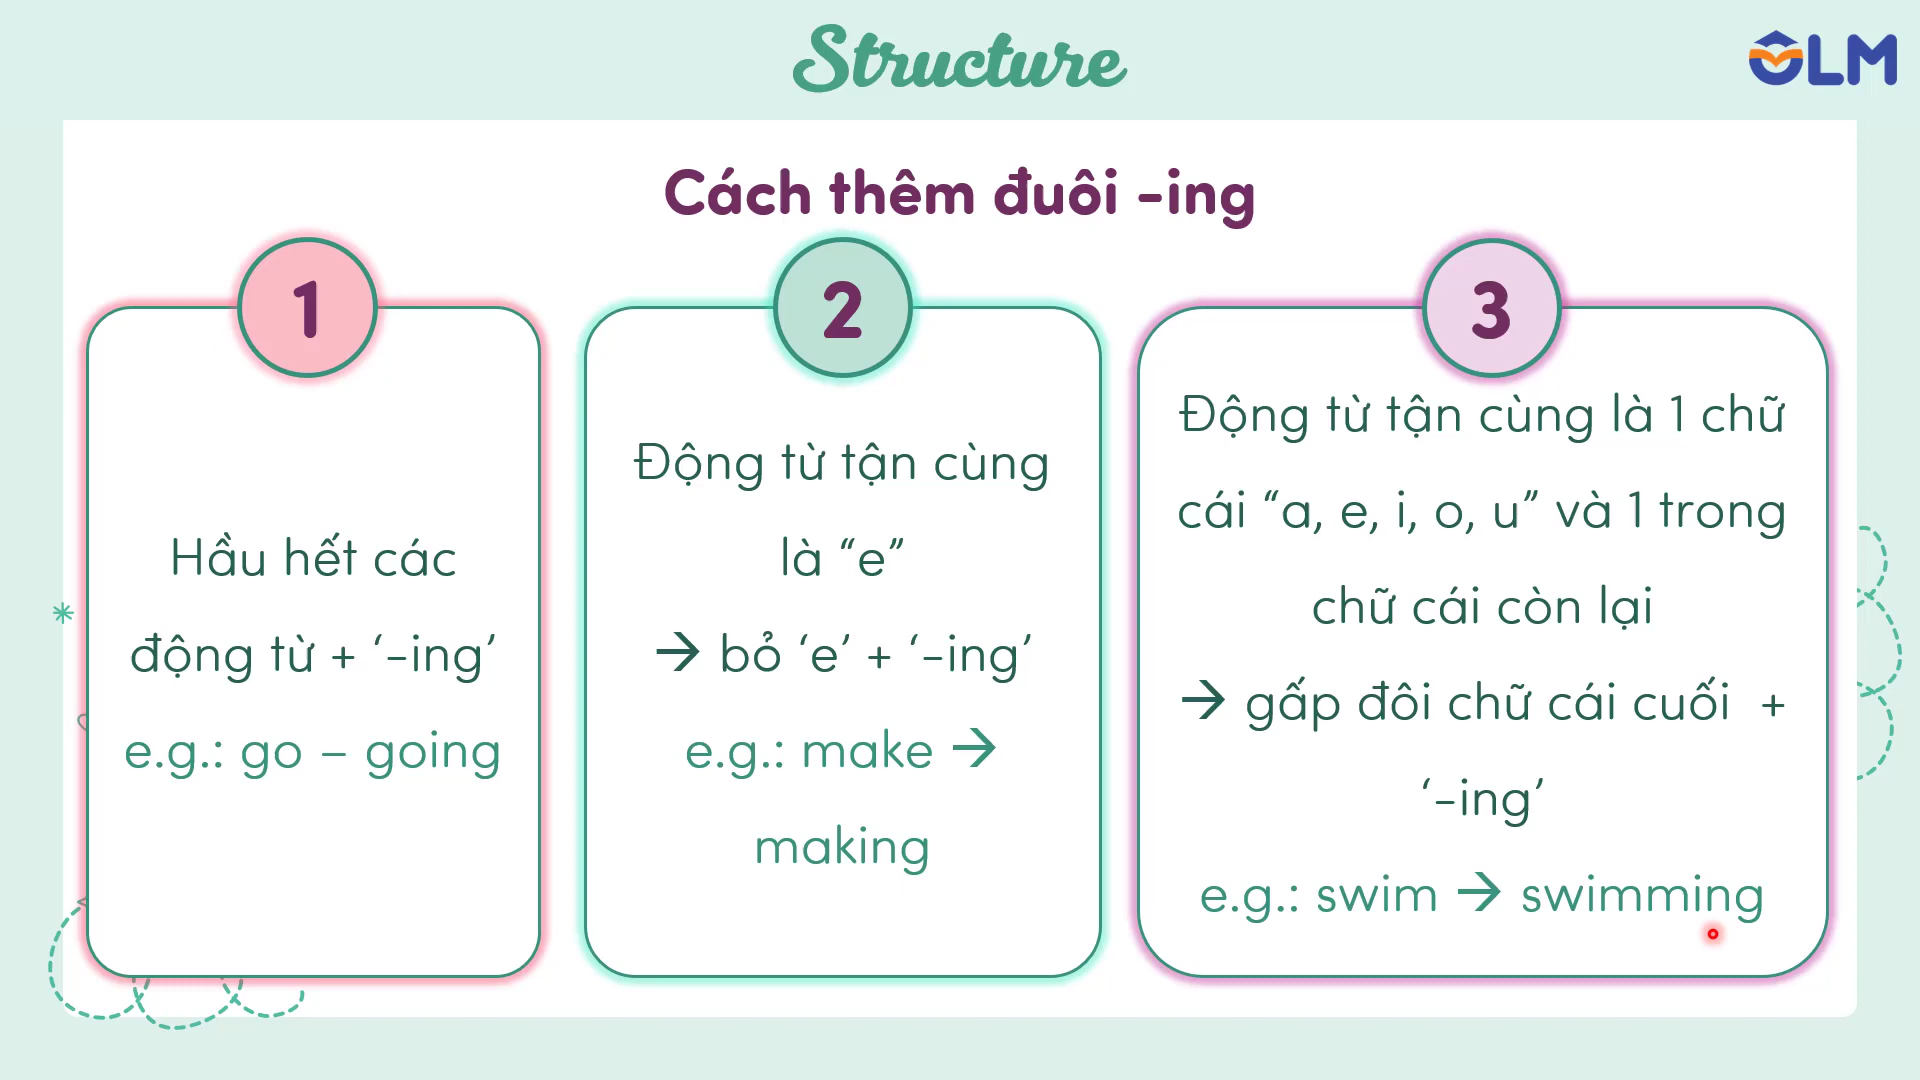 Structure
OLM
Cách thêm đuôi -ing
1
Hầu hết các
động từ + ‘-ing’
e.g.: go – going
2
Động từ tận cùng
là “e”
→ bỏ ‘e’ + ‘-ing’
e.g.: make →
making
3
Động từ tận cùng là 1 chữ
cái “a, e, i, o, u” và 1 trong
chữ cái còn lại
→ gấp đôi chữ cái cuối +
‘-ing’
e.g.: swim → swimming